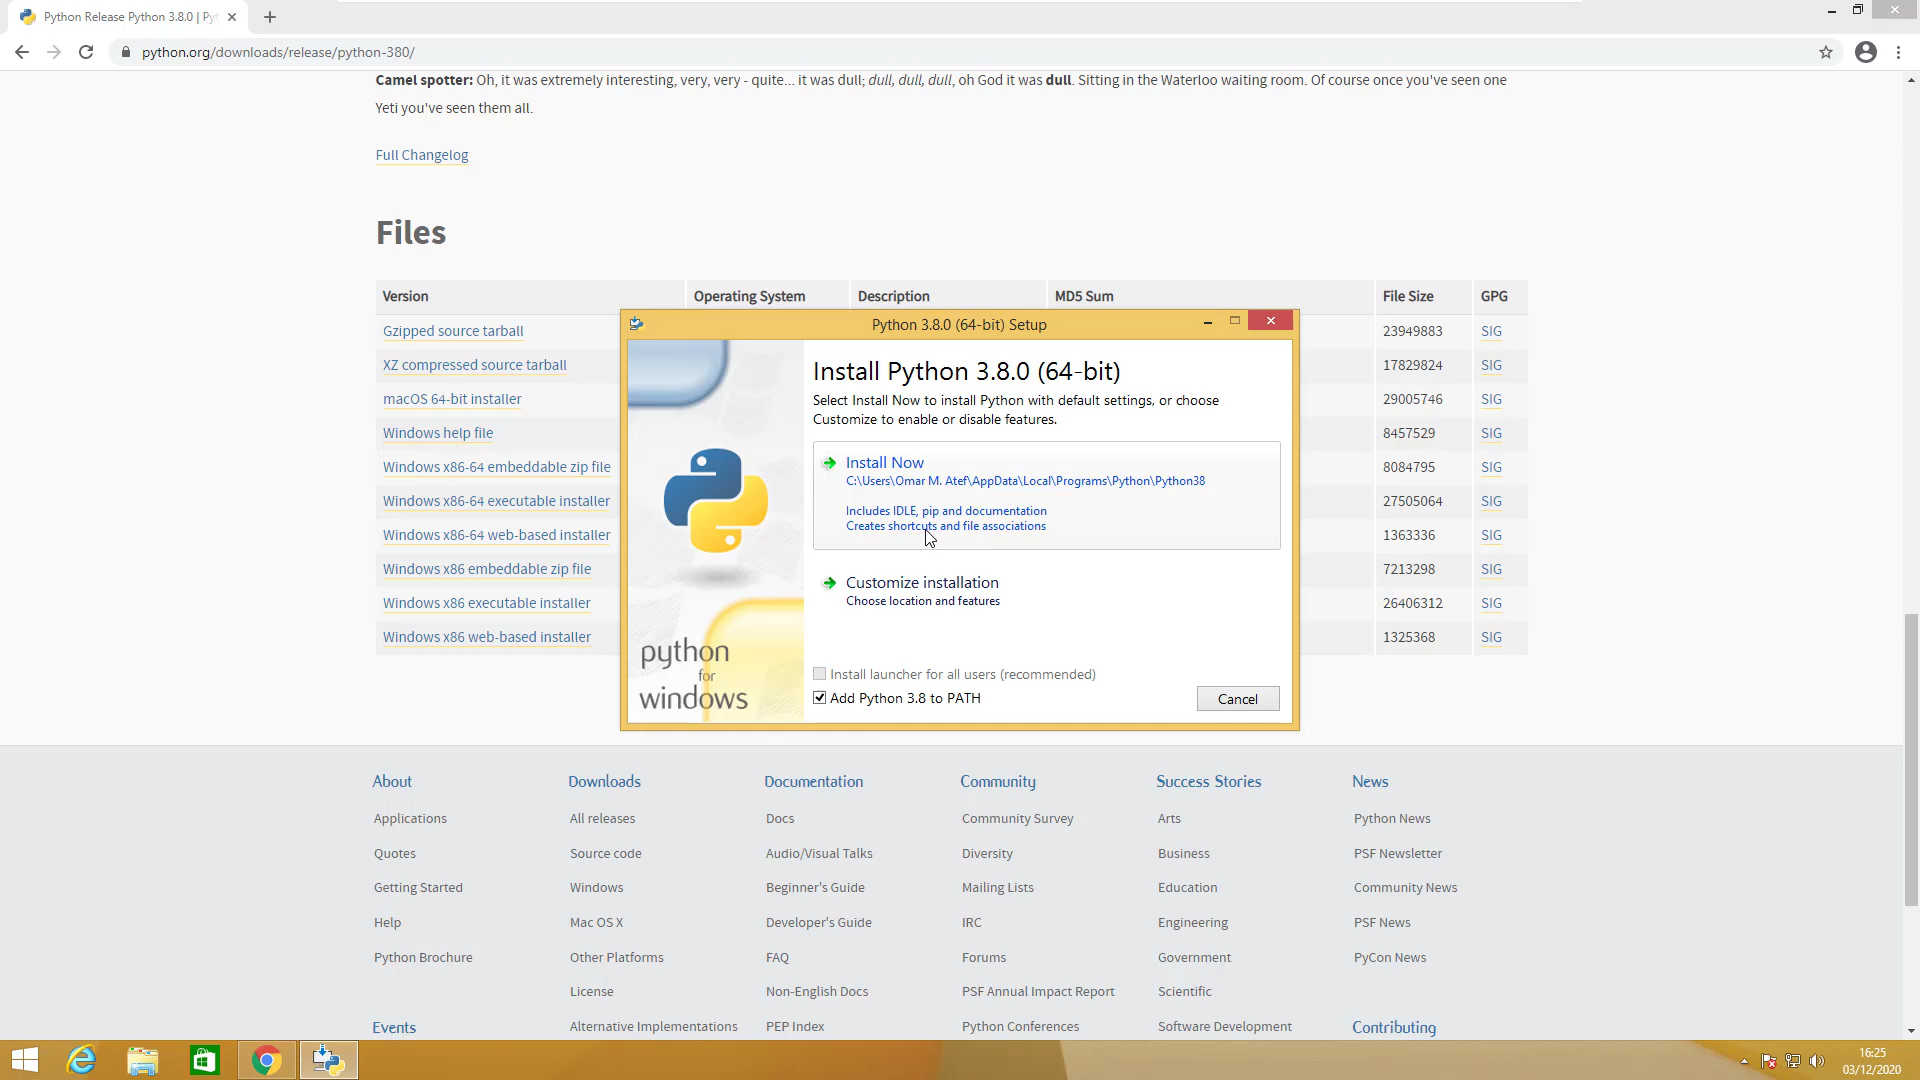 Python Release Python 3.8.0 | Py
python.org/downloads/release/python-380/
Camel spotter: Oh, it was extremely interesting, very, very - quite... it was dull; dull, dull, dull, oh God it was dull. Sitting in the Waterloo waiting room. Of course once you've seen one
Yeti you've seen them all.
Full Changelog
Files
Version Operating System Description MD5 Sum File Size GPG
Gzipped source tarball 23949883 SIG
XZ compressed source tarball 17829824 SIG
macOS 64-bit installer 29005746 SIG
Windows help file 8457529 SIG
Windows x86-64 embeddable zip file 8084795 SIG
Windows x86-64 executable installer 27505064 SIG
Windows x86-64 web-based installer 1363336 SIG
Windows x86 embeddable zip file 7213298 SIG
Windows x86 executable installer 26406312 SIG
Windows x86 web-based installer 1325368 SIG
Python 3.8.0 (64-bit) Setup
Install Python 3.8.0 (64-bit)
Select Install Now to install Python with default settings, or choose
Customize to enable or disable features.
Install Now
C:\Users\Omar M. Atef\AppData\Local\Programs\Python\Python38
Includes IDLE, pip and documentation
Creates shortcuts and file associations
Customize installation
Choose location and features
Install launcher for all users (recommended)
Add Python 3.8 to PATH
Cancel
python
for
windows
About Downloads Documentation Community Success Stories News
Applications All releases Docs Community Survey Arts Python News
Quotes Source code Audio/Visual Talks Diversity Business PSF Newsletter
Getting Started Windows Beginner's Guide Mailing Lists Education Community News
Help Mac OS X Developer's Guide IRC Engineering PSF News
Python Brochure Other Platforms FAQ Forums Government PyCon News
License Non-English Docs PSF Annual Impact Report Scientific
Events Alternative Implementations PEP Index Python Conferences Software Development Contributing
16:25
03/12/2020